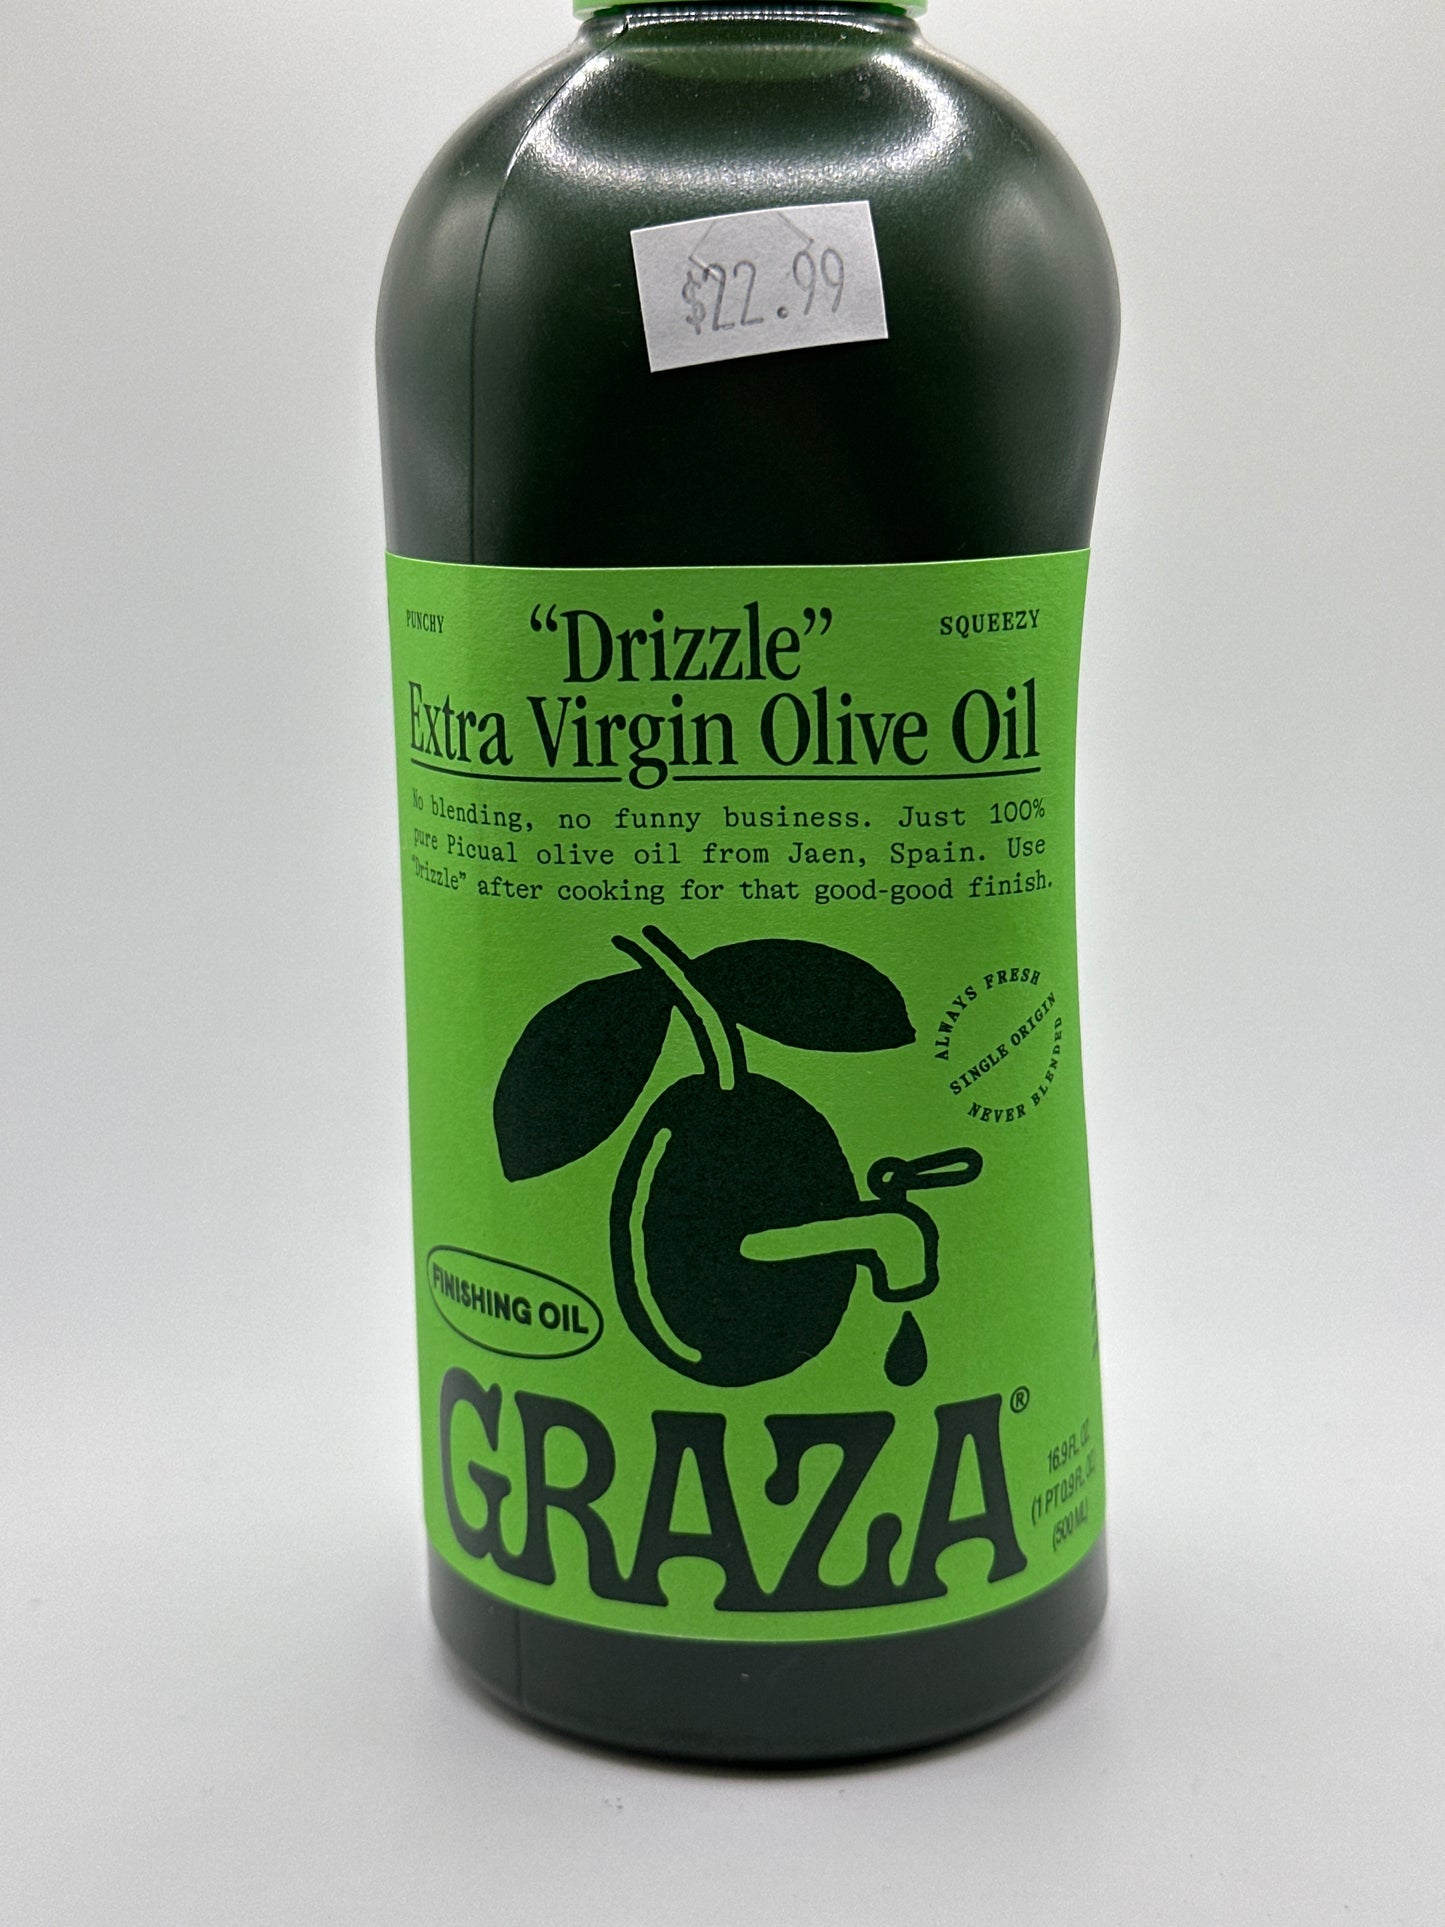 $22.99
PUNCHY
"Drizzle"
SQUEEZY
Extra Virgin Olive Oil
No blending, no funny business. Just 100%
pure Picual olive oil from Jaen, Spain. Use
"Drizzle" after cooking for that good-good finish.
ALWAYS FRESH
SINGLE ORIGIN
NEVER BLENDED
FINISHING OIL
GRAZA®
16.9 FL. OZ.
(1 PT 0.9 FL. OZ.)
(500 ML)